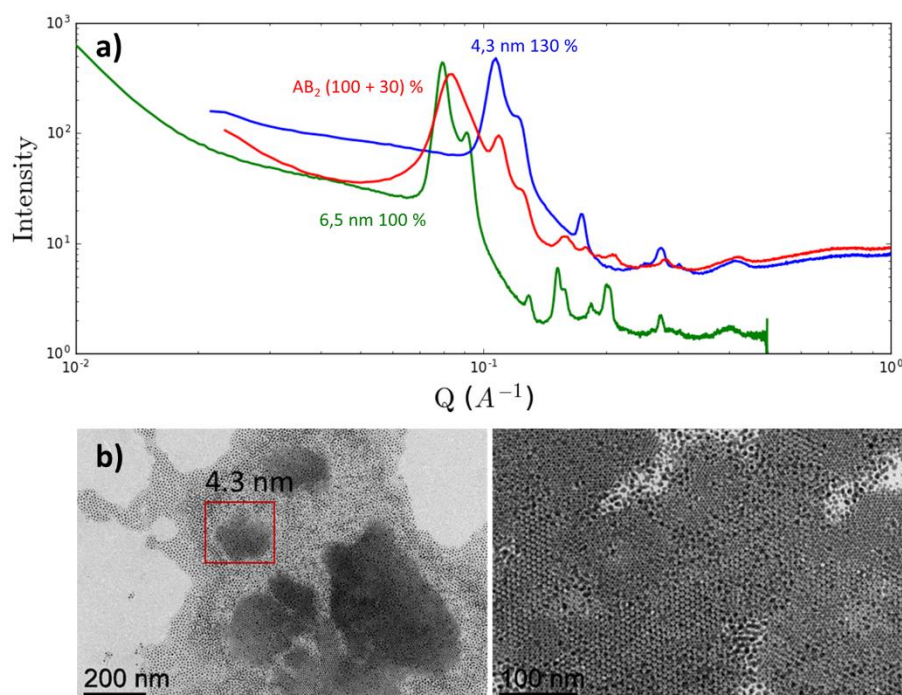 a)
10³
4,3 nm 130 %
AB₂ (100 + 30) %
10²
Intensity
6,5 nm 100 %
10¹
10⁰
10⁻²
10⁻¹
10⁰
Q (A⁻¹)
b)
4.3 nm
200 nm
100 nm